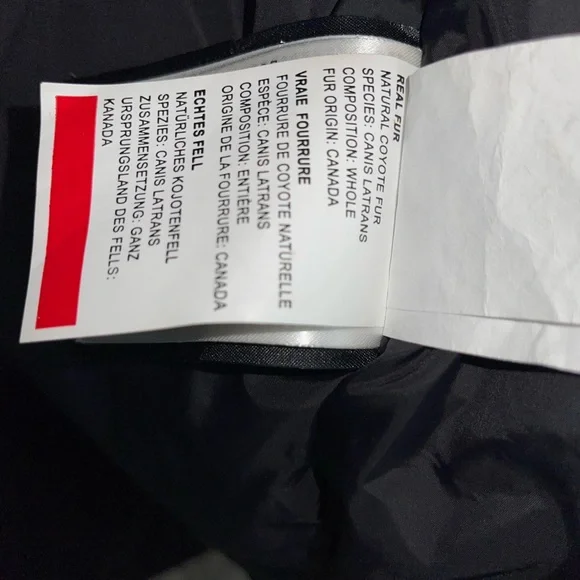 REAL FUR
NATURAL COYOTE FUR
SPECIES: CANIS LATRANS
COMPOSITION: WHOLE
FUR ORIGIN: CANADA
VRAIE FOURRURE
FOURRURE DE COYOTE NATURELLE
ESPÈCE: CANIS LATRANS
COMPOSITION: ENTIÈRE
ORIGINE DE LA FOURRURE: CANADA
ECHTES FELL
NATÜRLICHES KOJOTENFELL
SPEZIES: CANIS LATRANS
ZUSAMMENSETZUNG: GANZ
URSPRUNGSLAND DES FELLS:
KANADA